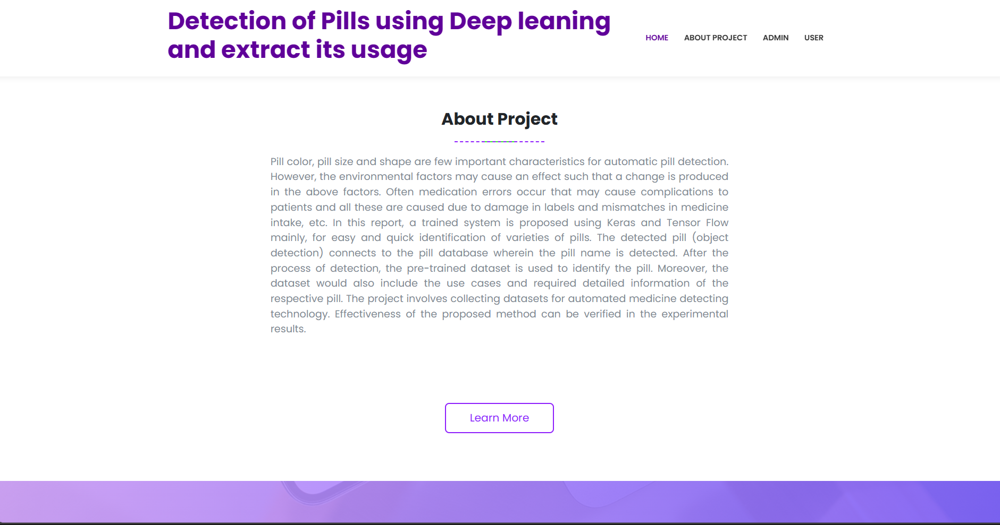 Detection of Pills using Deep leaning
and extract its usage
HOME ABOUT PROJECT ADMIN USER
About Project
Pill color, pill size and shape are few important characteristics for automatic pill detection.
However, the environmental factors may cause an effect such that a change is produced
in the above factors. Often medication errors occur that may cause complications to
patients and all these are caused due to damage in labels and mismatches in medicine
intake, etc. In this report, a trained system is proposed using Keras and Tensor Flow
mainly, for easy and quick identification of varieties of pills. The detected pill (object
detection) connects to the pill database wherein the pill name is detected. After the
process of detection, the pre-trained dataset is used to identify the pill. Moreover, the
dataset would also include the use cases and required detailed information of the
respective pill. The project involves collecting datasets for automated medicine detecting
technology. Effectiveness of the proposed method can be verified in the experimental
results.
Learn More